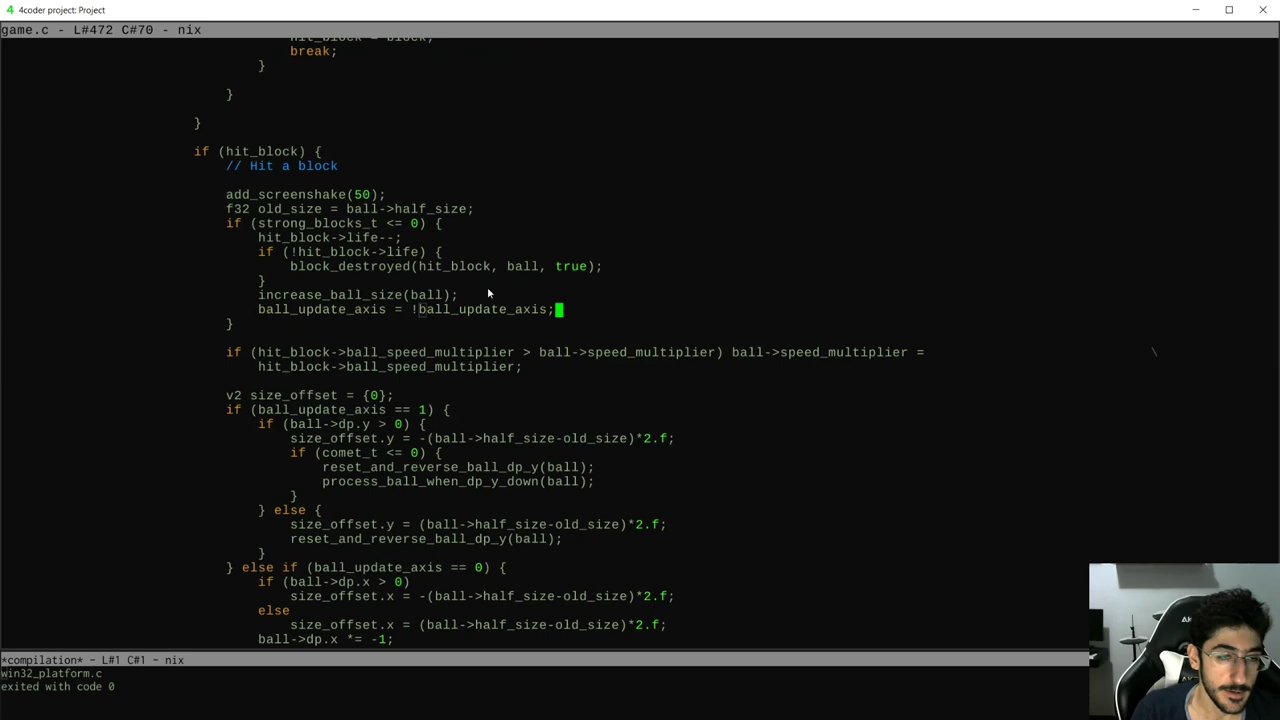 4coder project: Project
game.c - L#472 C#70 - nix
hit_block = block;
break;
}
}
}
if (hit_block) {
// Hit a block
add_screenshake(50);
f32 old_size = ball->half_size;
if (strong_blocks_t <= 0) {
hit_block->life--;
if (!hit_block->life) {
block_destroyed(hit_block, ball, true);
}
increase_ball_size(ball);
ball_update_axis = !ball_update_axis;
}
if (hit_block->ball_speed_multiplier > ball->speed_multiplier) ball->speed_multiplier = \
hit_block->ball_speed_multiplier;
v2 size_offset = {0};
if (ball_update_axis == 1) {
if (ball->dp.y > 0) {
size_offset.y = -(ball->half_size-old_size)*2.f;
if (comet_t <= 0) {
reset_and_reverse_ball_dp_y(ball);
process_ball_when_dp_y_down(ball);
}
} else {
size_offset.y = (ball->half_size-old_size)*2.f;
reset_and_reverse_ball_dp_y(ball);
}
} else if (ball_update_axis == 0) {
if (ball->dp.x > 0)
size_offset.x = -(ball->half_size-old_size)*2.f;
else
size_offset.x = (ball->half_size-old_size)*2.f;
ball->dp.x *= -1;
*compilation* - L#1 C#1 - nix
win32_platform.c
exited with code 0